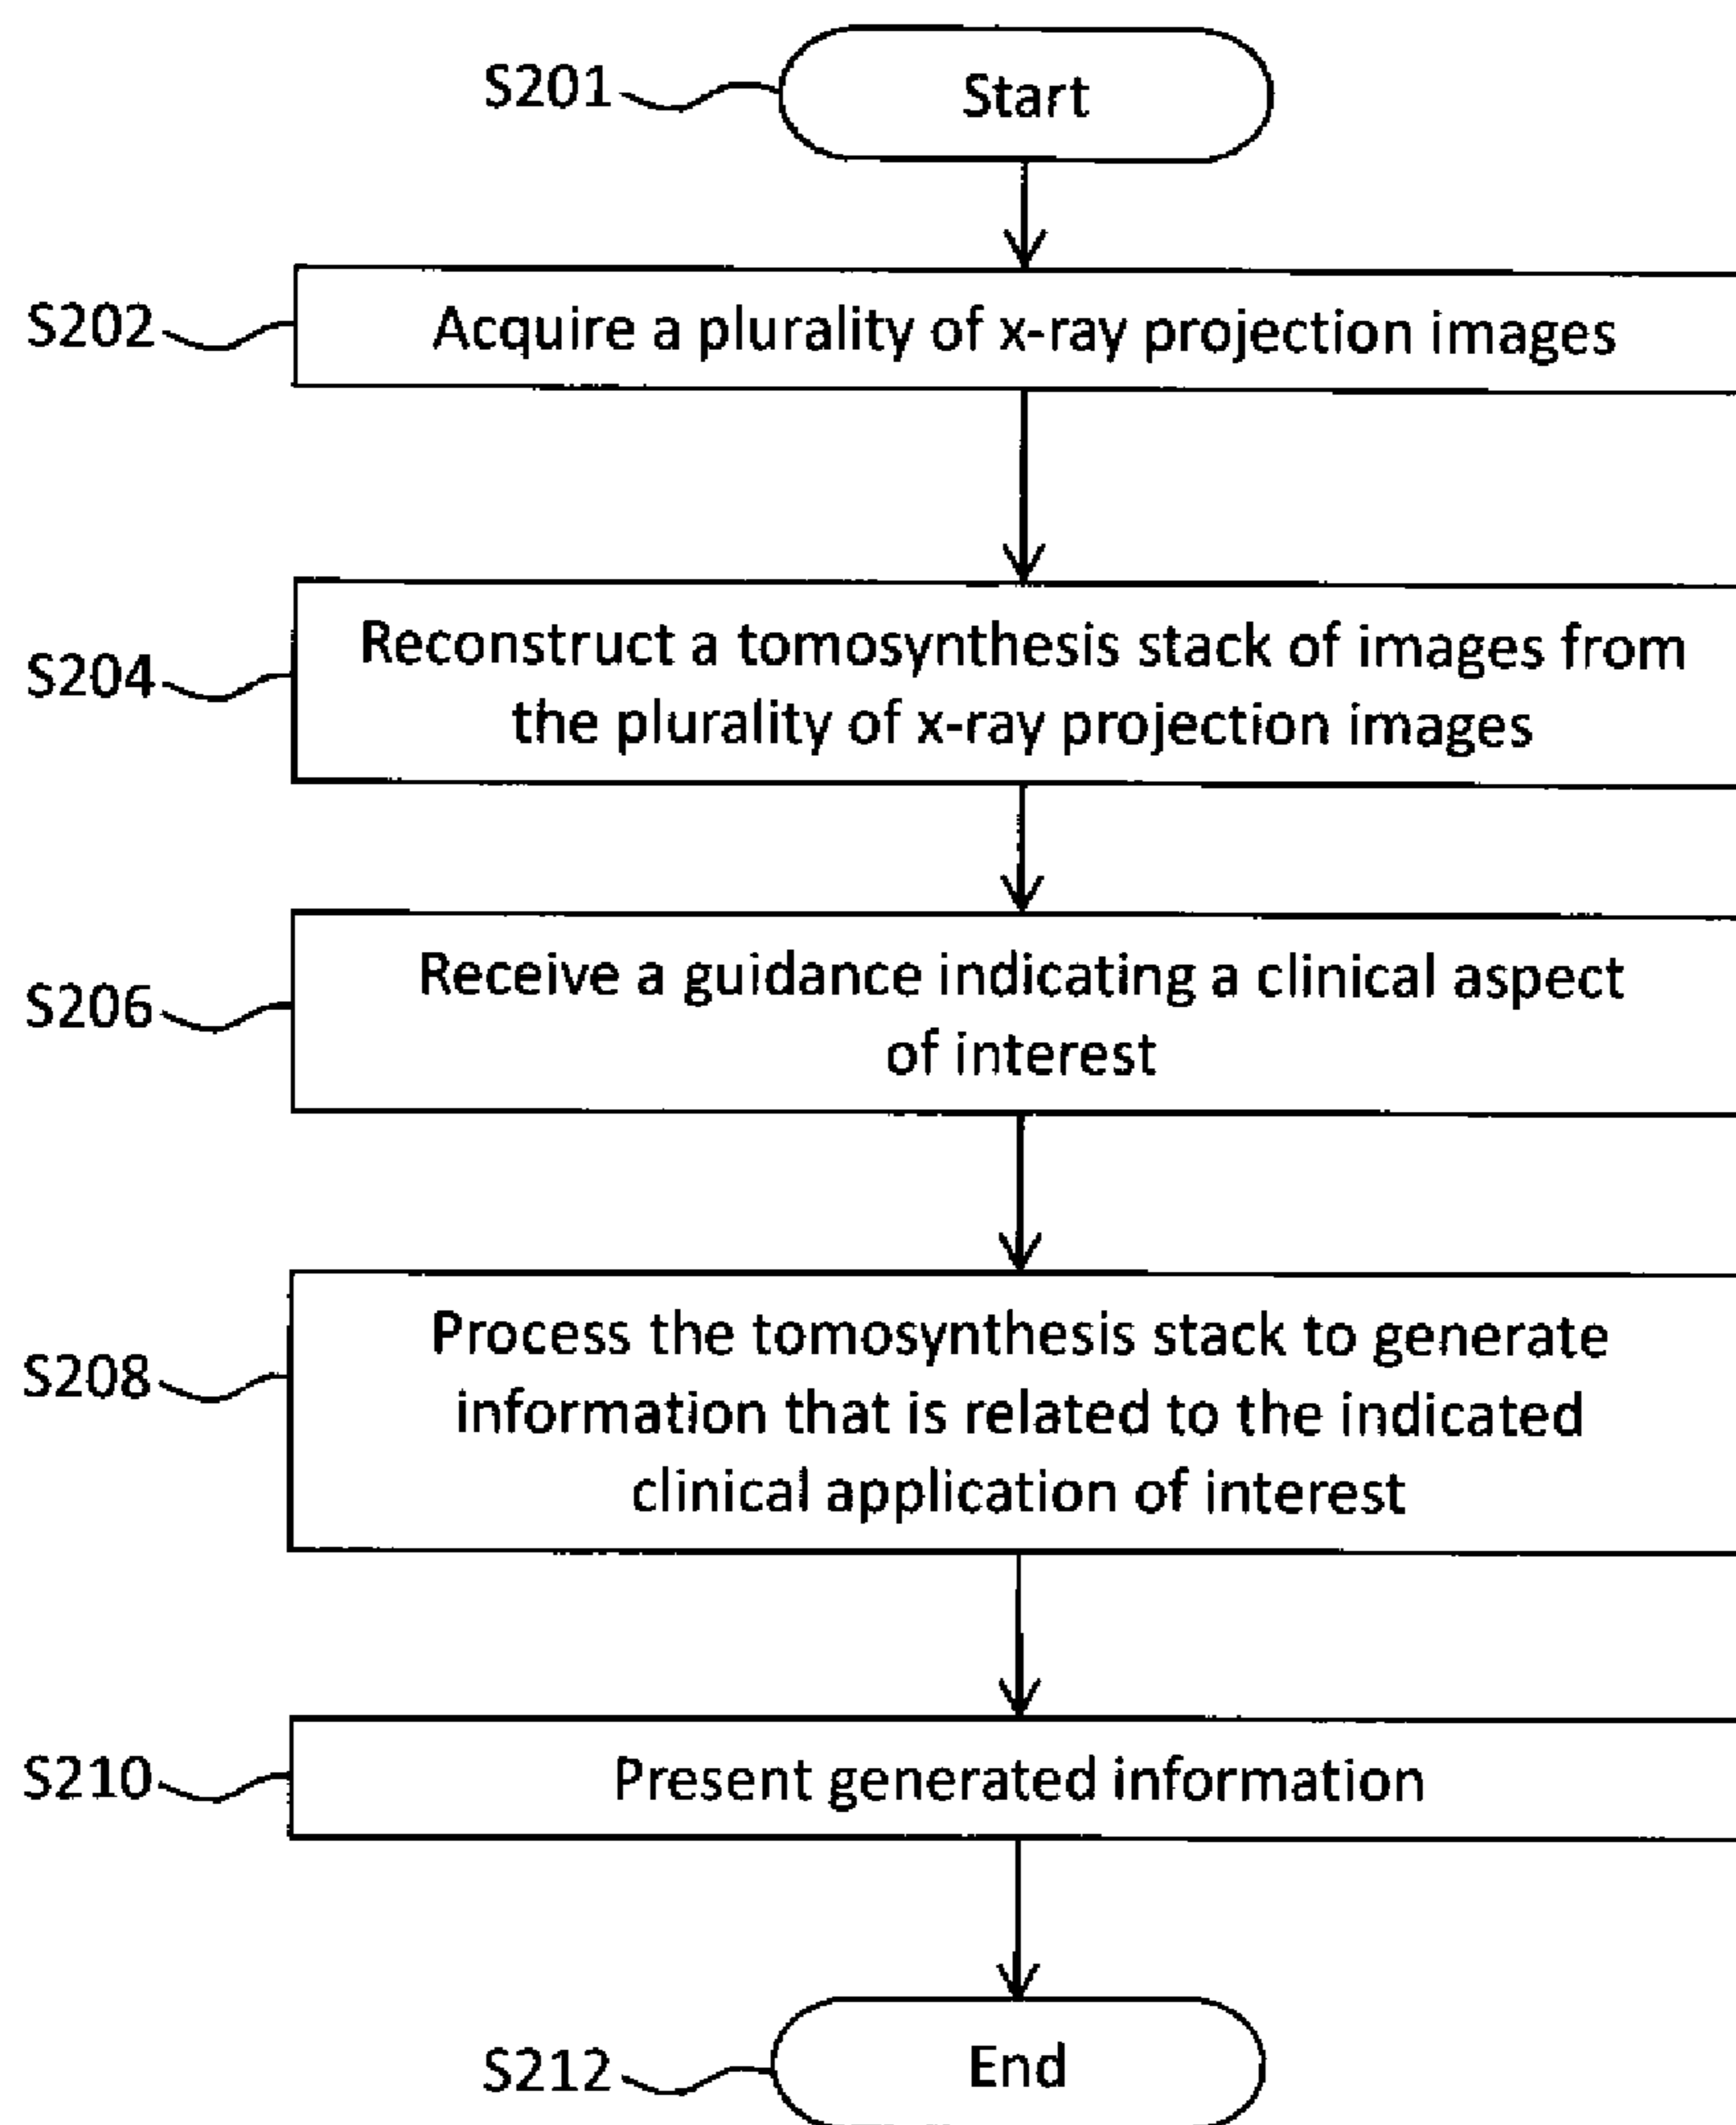 S201
Start
S202
Acquire a plurality of x-ray projection images
S204
Reconstruct a tomosynthesis stack of images from
the plurality of x-ray projection images
S206
Receive a guidance indicating a clinical aspect
of interest
S208
Process the tomosynthesis stack to generate
information that is related to the indicated
clinical application of interest
S210
Present generated information
S212
End